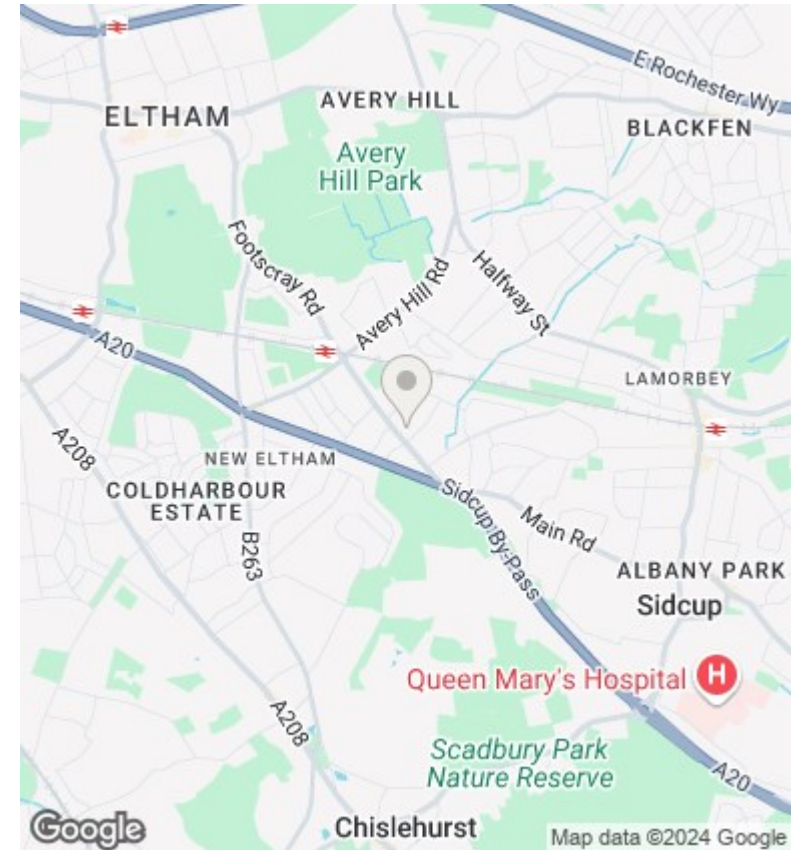 E Rochester Wy
ELTHAM
AVERY HILL
BLACKFEN
Avery
Hill Park
Footscray Rd
Avery Hill Rd
Halfway St
A20
LAMORBEY
A208
NEW ELTHAM
COLDHARBOUR
ESTATE
B263
Sidcup By-Pass
Main Rd
ALBANY PARK
Sidcup
Queen Mary's Hospital
H
A208
Scadbury Park
Nature Reserve
A20
Chislehurst
Google
Map data ©2024 Google